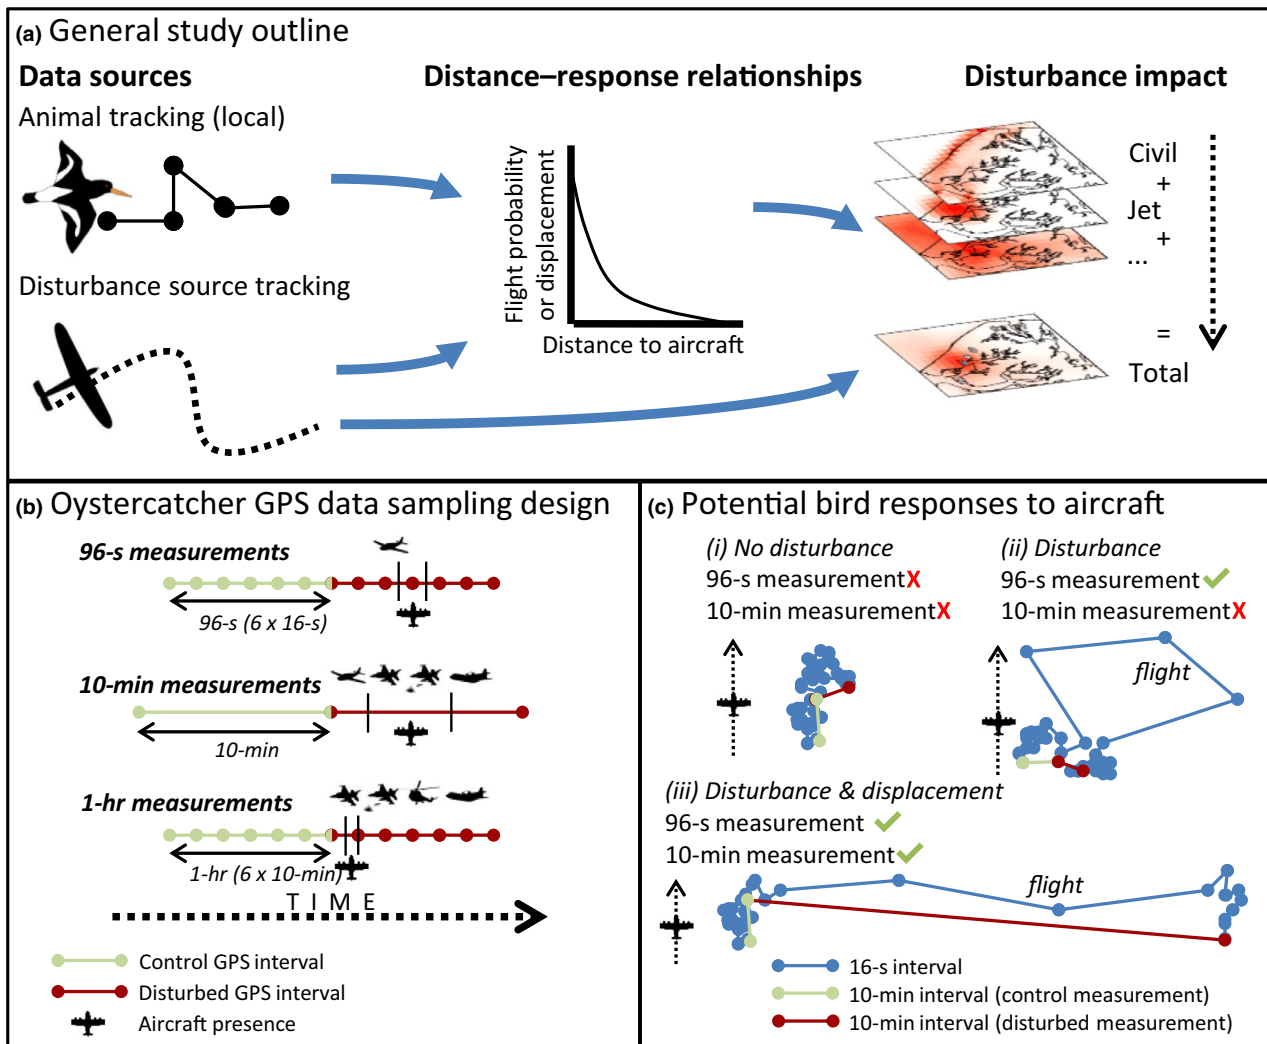 (a) General study outline
Data sources
Distance–response relationships
Disturbance impact
Animal tracking (local)
Disturbance source tracking
Flight probability
or displacement
Distance to aircraft
Civil
+
Jet
+
...
=
Total
(b) Oystercatcher GPS data sampling design
96-s measurements
96-s (6 x 16-s)
10-min measurements
10-min
1-hr measurements
1-hr (6 x 10-min)
TIME
Control GPS interval
Disturbed GPS interval
Aircraft presence
(c) Potential bird responses to aircraft
(i) No disturbance
96-s measurement X
10-min measurement X
(ii) Disturbance
96-s measurement ✓
10-min measurement X
flight
(iii) Disturbance & displacement
96-s measurement ✓
10-min measurement ✓
flight
16-s interval
10-min interval (control measurement)
10-min interval (disturbed measurement)